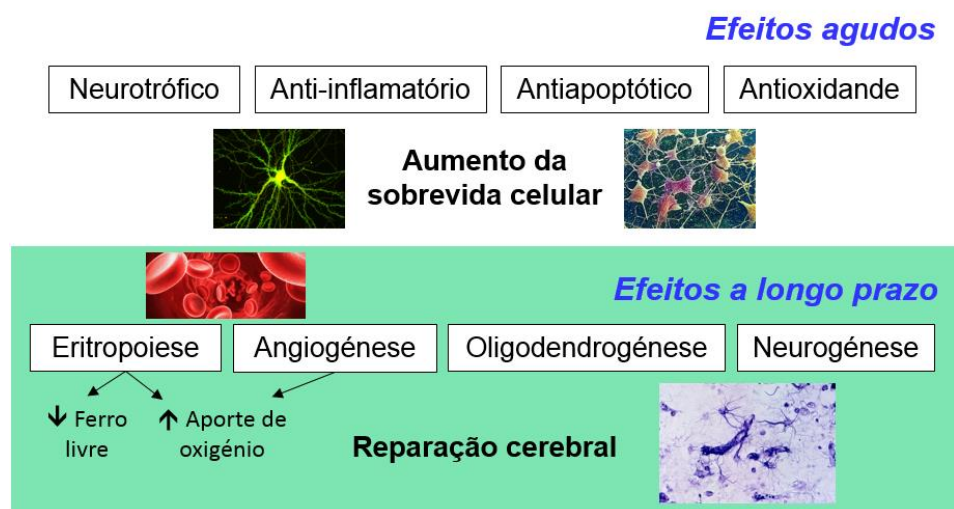 Efeitos agudos
Neurotrófico Anti-inflamatório Antiapoptótico Antioxidande
Aumento da
sobrevida celular
Efeitos a longo prazo
Eritropoiese Angiogénese Oligodendrogénese Neurogénese
↓ Ferro ↑ Aporte de
livre oxigénio
Reparação cerebral